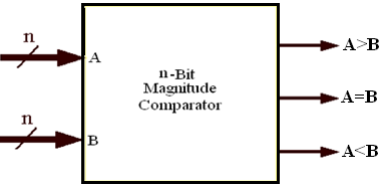 n
A
n
B
n-Bit
Magnitude
Comparator
A>B
A=B
A<B